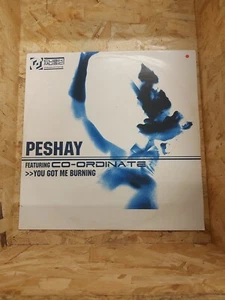 PESHAY
FEATURING CO-ORDINATE
>>YOU GOT ME BURNING